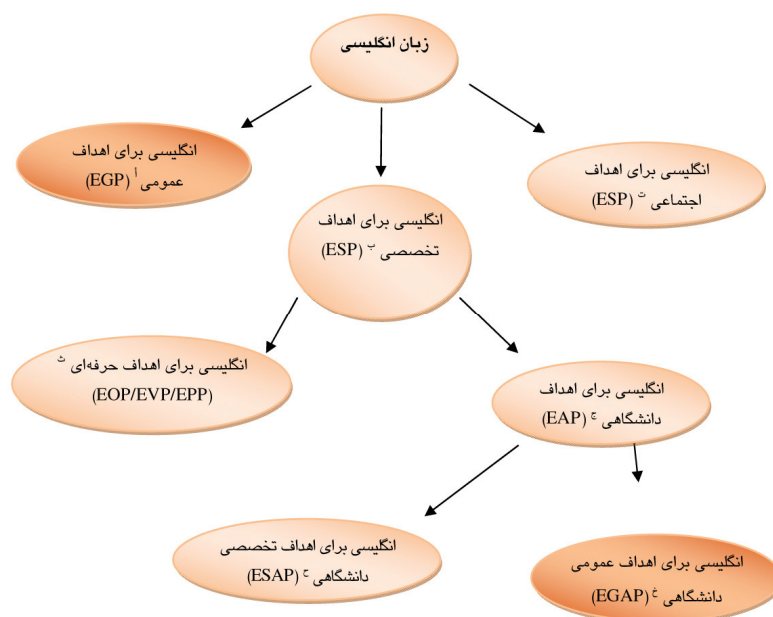 زبان انگلیسی
انگلیسی برای اهداف
عمومی أ (EGP)
انگلیسی برای اهداف
اجتماعی ت (ESP)
انگلیسی برای اهداف
تخصصی ب (ESP)
انگلیسی برای اهداف حرفه‌ای ث
(EOP/EVP/EPP)
انگلیسی برای اهداف
دانشگاهی ج (EAP)
انگلیسی برای اهداف تخصصی
دانشگاهی ح (ESAP)
انگلیسی برای اهداف عمومی
دانشگاهی خ (EGAP)